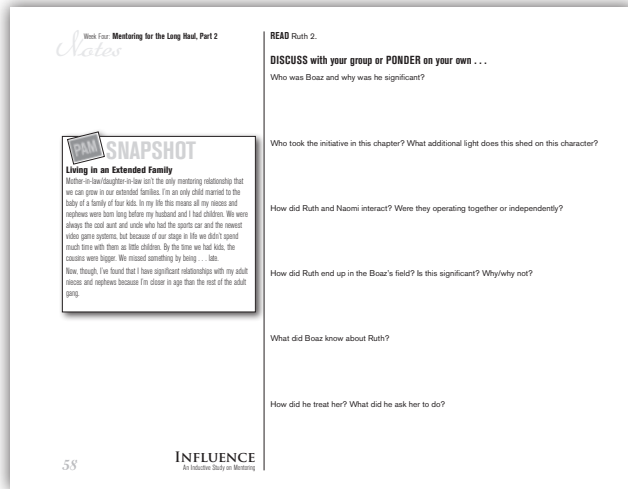 Week Four: Mentoring for the Long Haul, Part 2
Notes
PAM SNAPSHOT
Living in an Extended Family
Mother-in-law/daughter-in-law isn't the only mentoring relationship that
we can grow in our extended families. I'm an only child married to the
baby of a family of four kids. In my life this means all my nieces and
nephews were born long before my husband and I had children. We were
always the cool aunt and uncle who had the sports car and the newest
video game systems, but because of our stage in life we didn't spend
much time with them as little children. By the time we had kids, the
cousins were bigger. We missed something by being . . . late.
Now, though, I've found that I have significant relationships with my adult
nieces and nephews because I'm closer in age than the rest of the adult
gang.
58
INFLUENCE
An Inductive Study on Mentoring
READ Ruth 2.
DISCUSS with your group or PONDER on your own . . .
Who was Boaz and why was he significant?
Who took the initiative in this chapter? What additional light does this shed on this character?
How did Ruth and Naomi interact? Were they operating together or independently?
How did Ruth end up in the Boaz's field? Is this significant? Why/why not?
What did Boaz know about Ruth?
How did he treat her? What did he ask her to do?